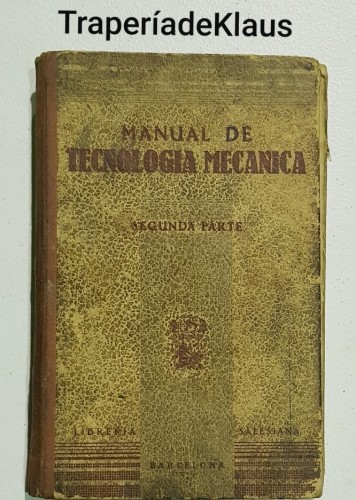 TraperíadeKlaus
MANUAL DE
TECNOLOGIA MECANICA
SEGUNDA PARTE
LIBRERIA SALESIANA
BARCELONA